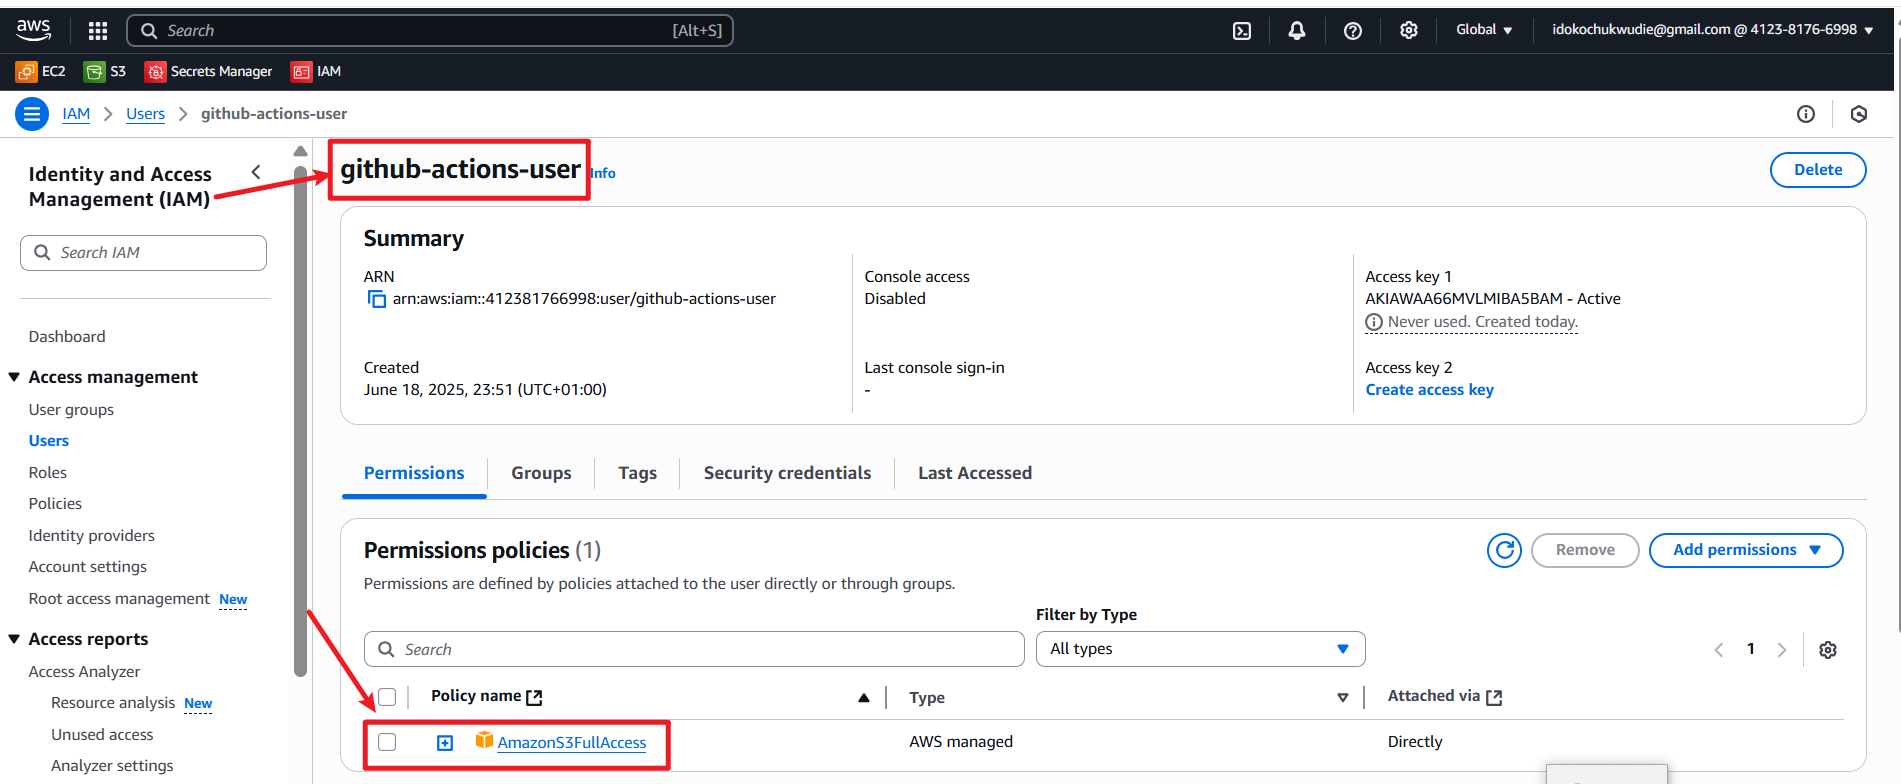 aws
Search [Alt+S]
Global
idokochukwudie@gmail.com @ 4123-8176-6998
EC2 S3 Secrets Manager IAM
IAM Users github-actions-user
Identity and Access
Management (IAM)
Search IAM
Dashboard
Access management
User groups
Users
Roles
Policies
Identity providers
Account settings
Root access management New
Access reports
Access Analyzer
Resource analysis New
Unused access
Analyzer settings
github-actions-user Info
Delete
Summary
ARN
arn:aws:iam::412381766998:user/github-actions-user
Console access
Disabled
Access key 1
AKIAWAA66MVLMIBA5BAM - Active
Never used. Created today.
Created
June 18, 2025, 23:51 (UTC+01:00)
Last console sign-in
-
Access key 2
Create access key
Permissions Groups Tags Security credentials Last Accessed
Permissions policies (1)
Remove
Add permissions
Permissions are defined by policies attached to the user directly or through groups.
Filter by Type
Search
All types
1
Policy name Type Attached via
AmazonS3FullAccess AWS managed Directly